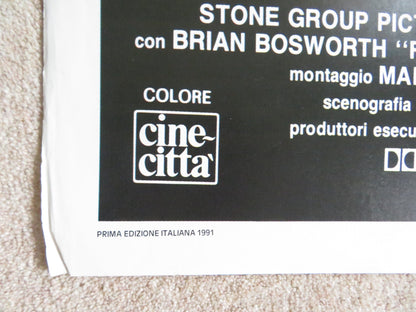 STONE GROUP PICT
con BRIAN BOSWORTH "F
montaggio MA
scenografia
produttori esecu
COLORE
cine-
città
PRIMA EDIZIONE ITALIANA 1991